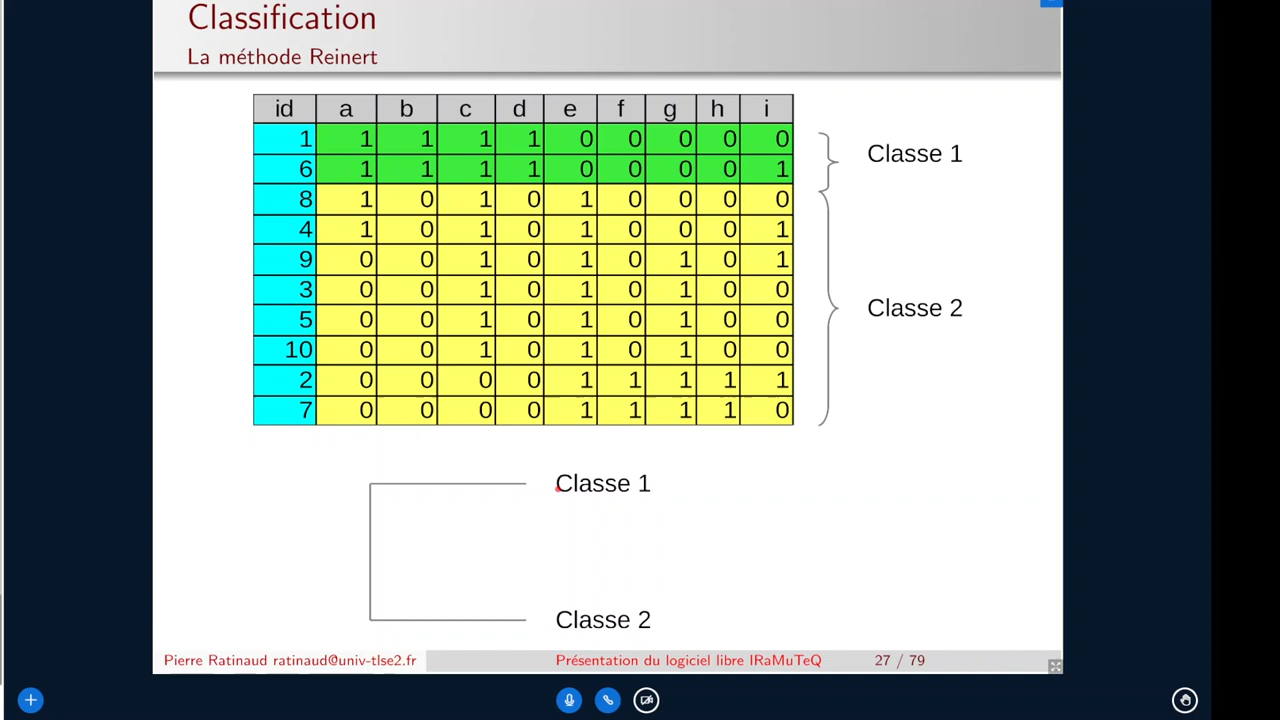 Classification
La méthode Reinert
id a b c d e f g h i
1 1 1 1 1 0 0 0 0 0
6 1 1 1 1 0 0 0 0 1
8 1 0 1 0 1 0 0 0 0
4 1 0 1 0 1 0 0 0 1
9 0 0 1 0 1 0 1 0 1
3 0 0 1 0 1 0 1 0 0
5 0 0 1 0 1 0 1 0 0
10 0 0 1 0 1 0 1 0 0
2 0 0 0 0 1 1 1 1 1
7 0 0 0 0 1 1 1 1 0
Classe 1
Classe 2
Classe 1
Classe 2
Pierre Ratinaud ratinaud@univ-tlse2.fr Présentation du logiciel libre IRaMuTeQ 27 / 79